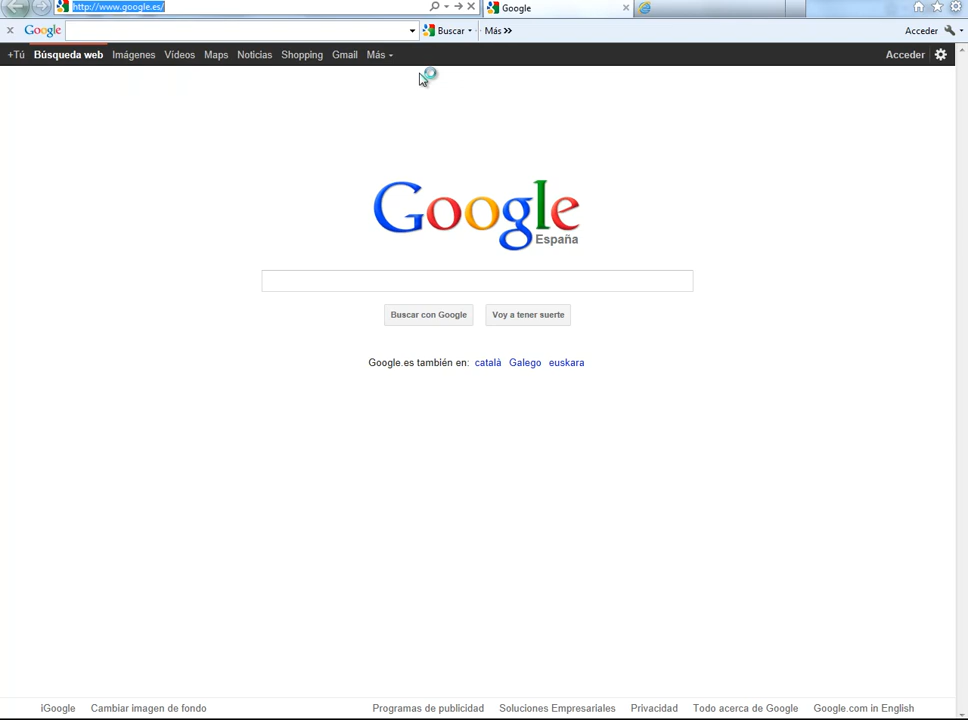 http://www.google.es/
Google
Google
Buscar
Más
Acceder
+Tú Búsqueda web Imágenes Vídeos Maps Noticias Shopping Gmail Más
Acceder
Google
España
Buscar con Google
Voy a tener suerte
Google.es también en: català Galego euskara
iGoogle Cambiar imagen de fondo Programas de publicidad Soluciones Empresariales Privacidad Todo acerca de Google Google.com in English